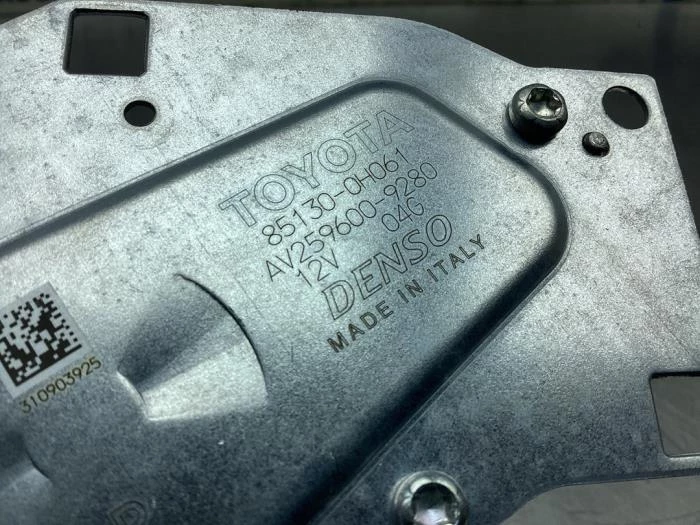 TOYOTA
85130-0H061
AV259600-9280
12V 04G
DENSO
MADE IN ITALY
310903925